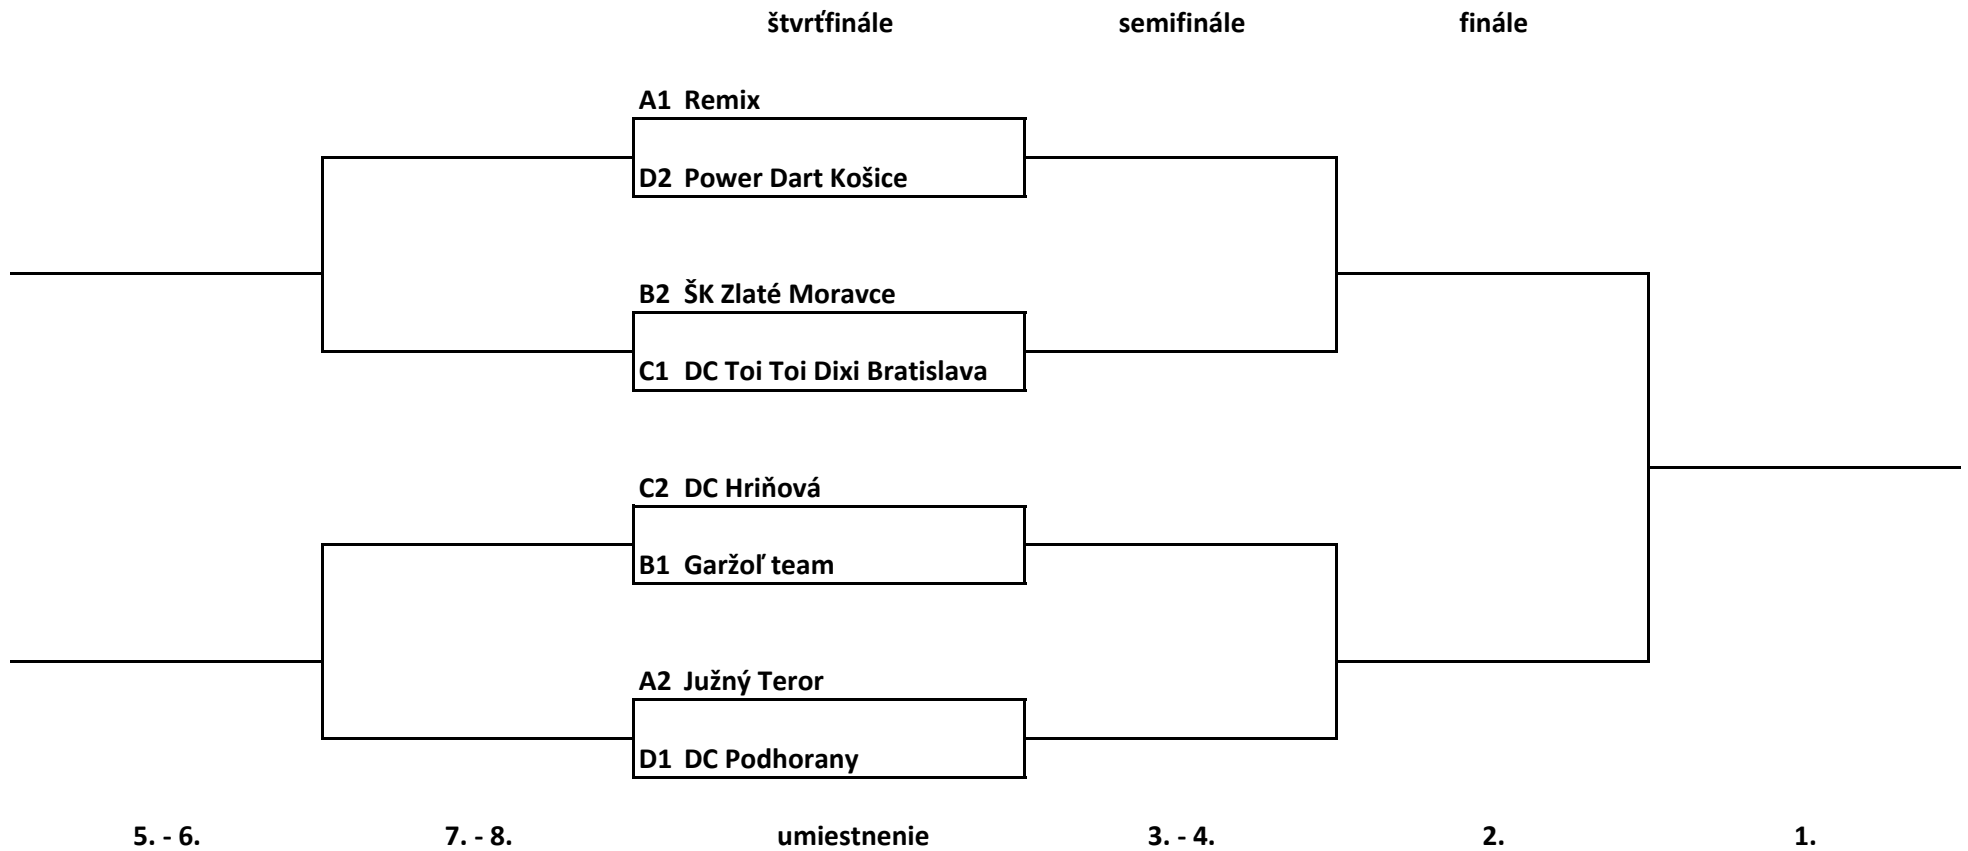 štvrťfinále semifinále finále
A1 Remix
D2 Power Dart Košice
B2 ŠK Zlaté Moravce
C1 DC Toi Toi Dixi Bratislava
C2 DC Hriňová
B1 Garžoľ team
A2 Južný Teror
D1 DC Podhorany
5. - 6. 7. - 8. umiestnenie 3. - 4. 2. 1.